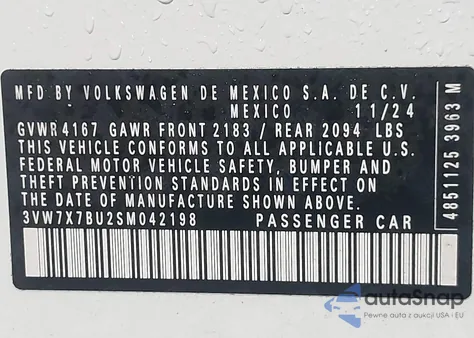 MFD BY VOLKSWAGEN DE MEXICO S.A. DE C.V.
MEXICO 11/24
GVWR 4167 GAWR FRONT 2183 / REAR 2094 LBS
THIS VEHICLE CONFORMS TO ALL APPLICABLE U.S.
FEDERAL MOTOR VEHICLE SAFETY, BUMPER AND
THEFT PREVENTION STANDARDS IN EFFECT ON
THE DATE OF MANUFACTURE SHOWN ABOVE.
3VW7X7BU2SM042198 PASSENGER CAR
4851125 3963 M
autoSnap
Pewne auta z USA i EU